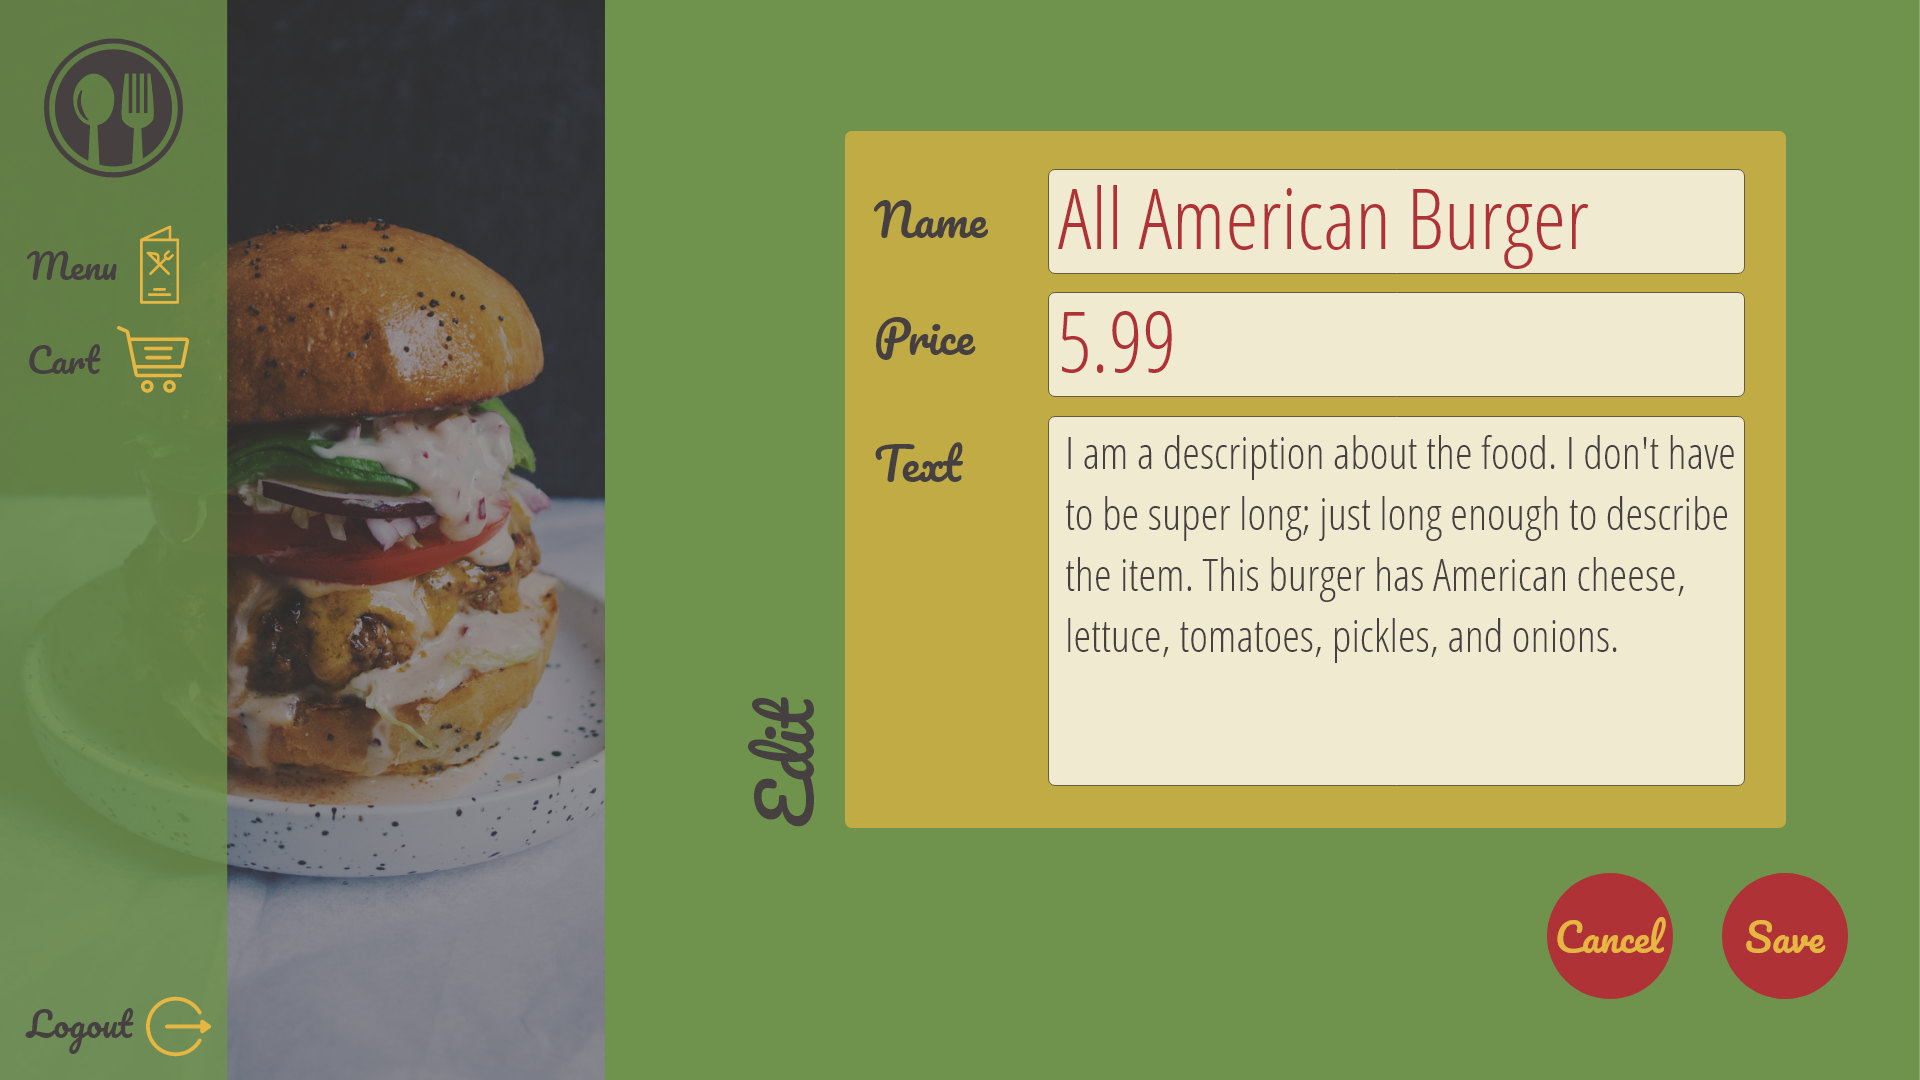 Menu
Cart
Logout
Edit
Name
All American Burger
Price
5.99
Text
I am a description about the food. I don't have
to be super long; just long enough to describe
the item. This burger has American cheese,
lettuce, tomatoes, pickles, and onions.
Cancel
Save